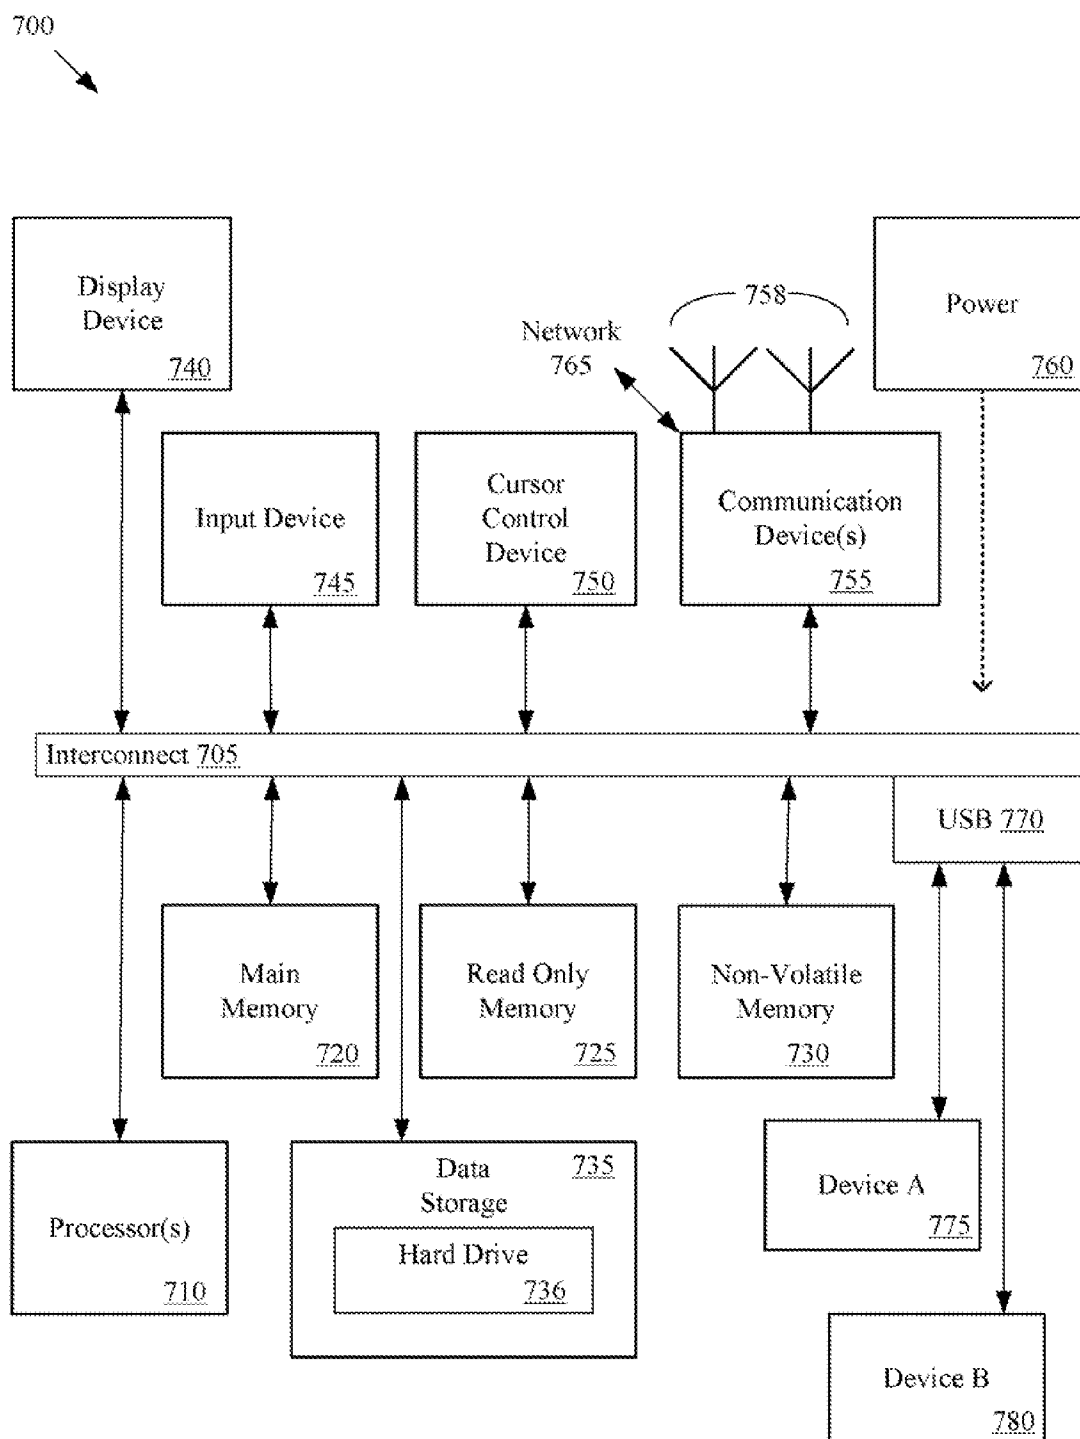 700
Display
Device
740
Network
765
758
Power
760
Input Device
745
Cursor
Control
Device
750
Communication
Device(s)
755
Interconnect 705
USB 770
Main
Memory
720
Read Only
Memory
725
Non-Volatile
Memory
730
Processor(s)
710
Data
Storage
735
Hard Drive
736
Device A
775
Device B
780